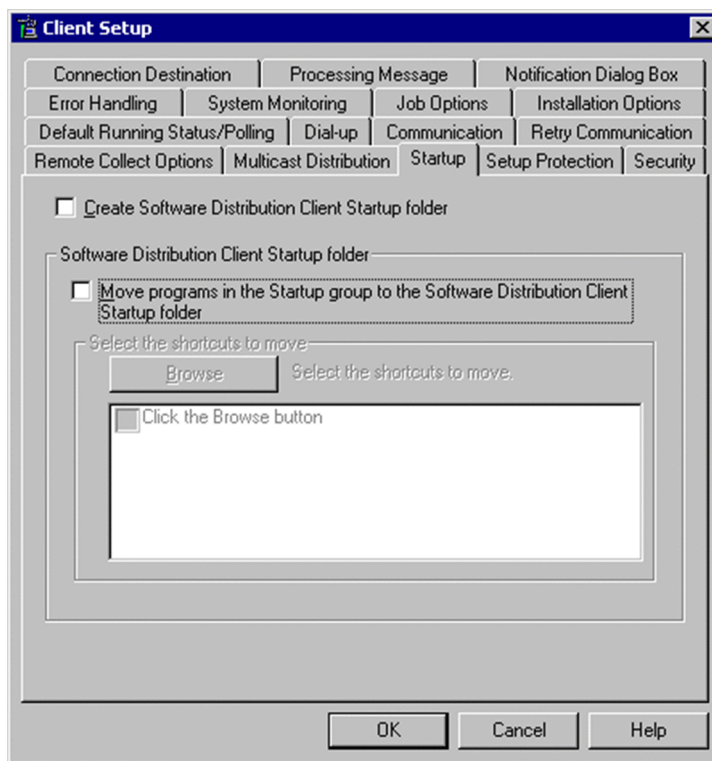 Client Setup
Connection Destination
Processing Message
Notification Dialog Box
Error Handling
System Monitoring
Job Options
Installation Options
Default Running Status/Polling
Dial-up
Communication
Retry Communication
Remote Collect Options
Multicast Distribution
Startup
Setup Protection
Security
Create Software Distribution Client Startup folder
Software Distribution Client Startup folder
Move programs in the Startup group to the Software Distribution Client
Startup folder
Select the shortcuts to move
Browse
Select the shortcuts to move.
Click the Browse button
OK
Cancel
Help